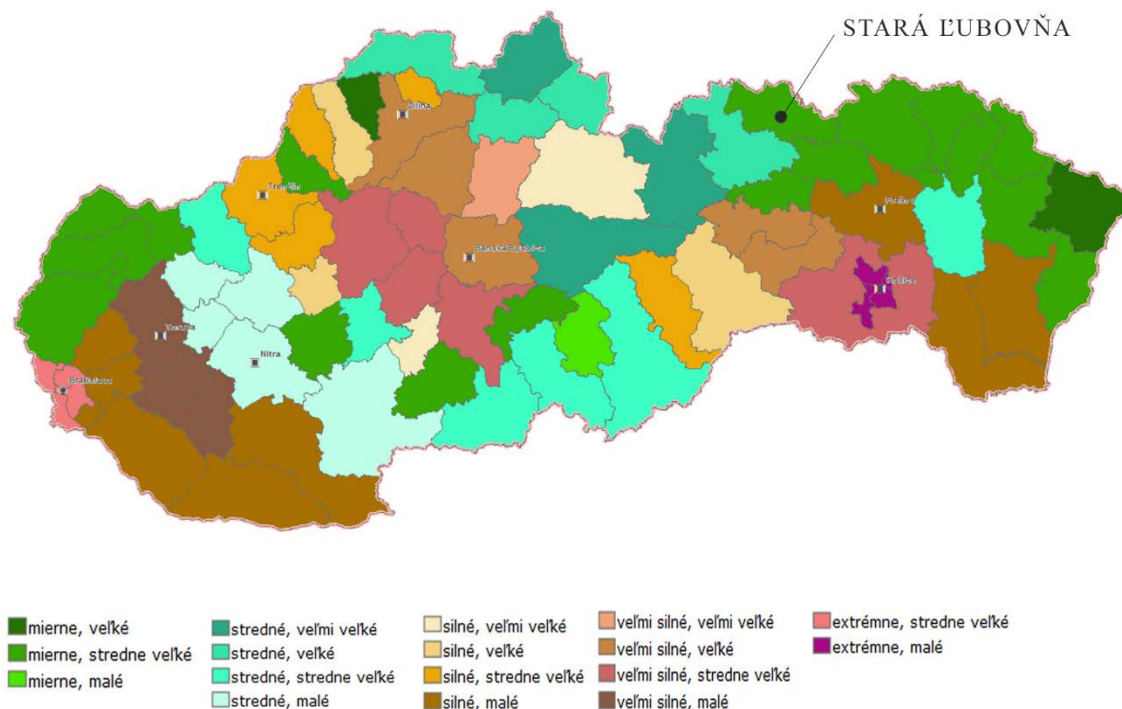 STARÁ ĽUBOVŇA
Žilina
Trenčín
Prešov
Banská Bystrica
Košice
Trnava
Nitra
Bratislava
mierne, veľké
mierne, stredne veľké
mierne, malé
stredné, veľmi veľké
stredné, veľké
stredné, stredne veľké
stredné, malé
silné, veľmi veľké
silné, veľké
silné, stredne veľké
silné, malé
veľmi silné, veľmi veľké
veľmi silné, veľké
veľmi silné, stredne veľké
veľmi silné, malé
extrémne, stredne veľké
extrémne, malé